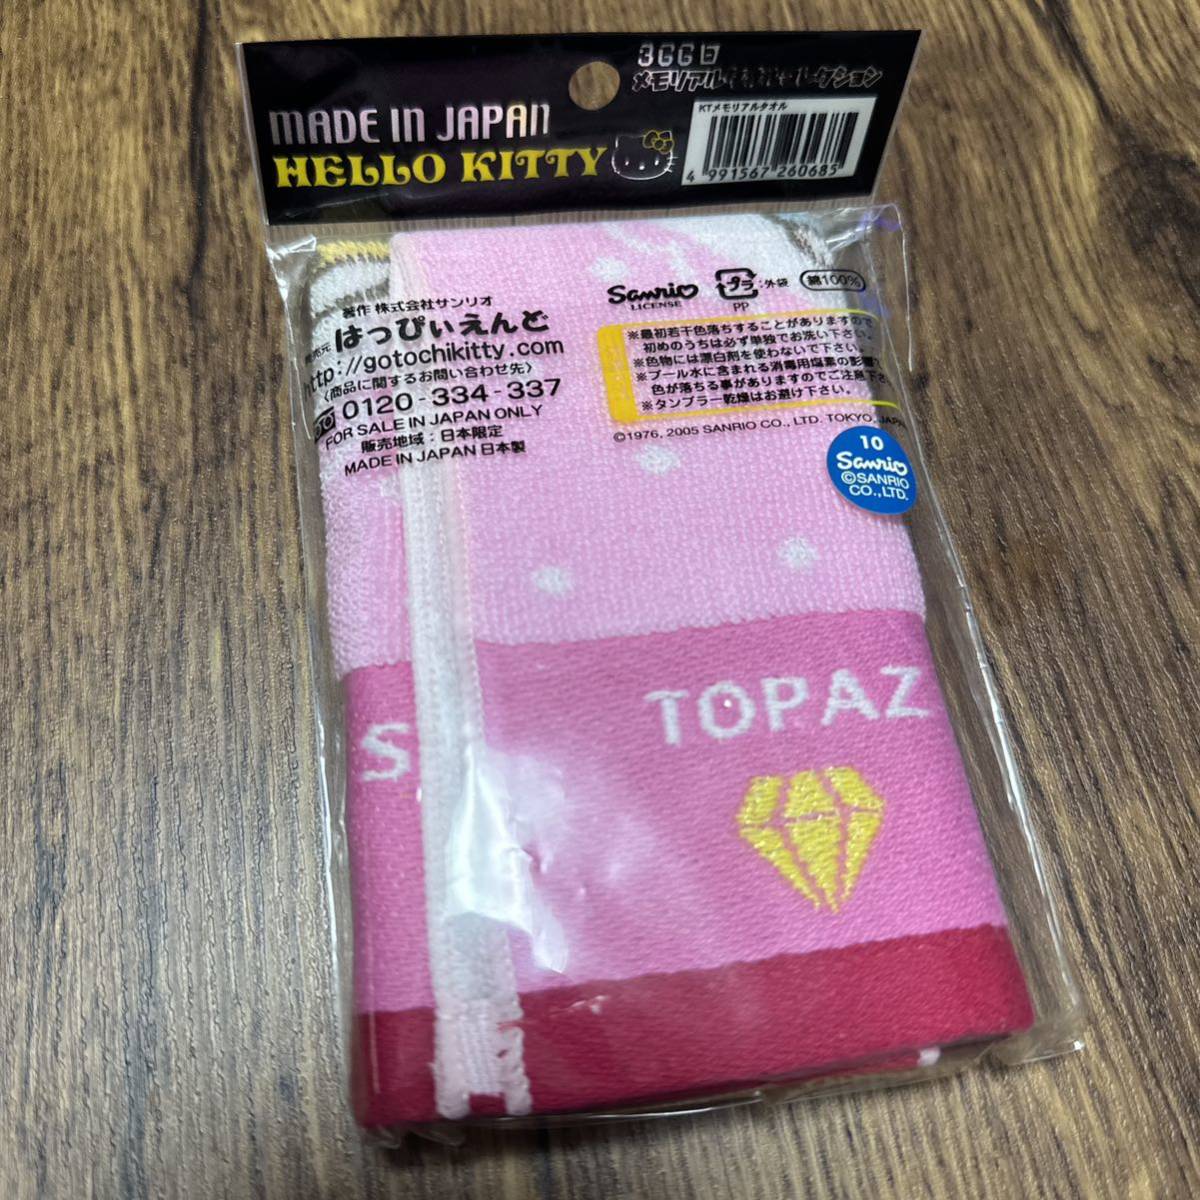 366日
メモリアル
MADE IN JAPAN
HELLO KITTY
KTメモリアルタオル
4 991567 260685
著作 株式会社サンリオ
はっぴぃえんど
http://gotochikitty.com
〈商品に関するお問い合わせ先〉
0120-334-337
FOR SALE IN JAPAN ONLY
販売地域:日本限定
MADE IN JAPAN 日本製
Sanrio
LICENSE
プラ
:外袋
PP
綿100%
※最初若干色落ちすることがありますので
初めのうちは必ず単独でお洗い下さい。
※色物には漂白剤を使わないで下さい。
※プール水に含まれる消毒用塩素の影響
色が落ちる事がありますのでご注意下さ
※タンブラー乾燥はお避け下さい。
©1976, 2005 SANRIO CO., LTD. TOKYO, JAPAN
10
Sanrio
©SANRIO
CO.,LTD.
TOPAZ
S